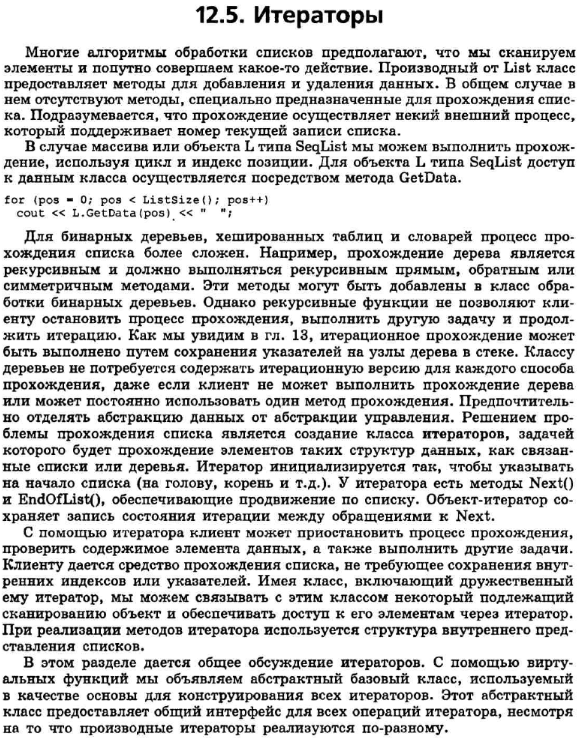 12.5. Итераторы
Многие алгоритмы обработки списков предполагают, что мы сканируем
элементы и попутно совершаем какое-то действие. Производный от List класс
предоставляет методы для добавления и удаления данных. В общем случае в
нем отсутствуют методы, специально предназначенные для прохождения спис-
ка. Подразумевается, что прохождение осуществляет некий внешний процесс,
который поддерживает номер текущей записи списка.
В случае массива или объекта L типа SeqList мы можем выполнить прохож-
дение, используя цикл и индекс позиции. Для объекта L типа SeqList доступ
к данным класса осуществляется посредством метода GetData.
for (pos = 0; pos < ListSize(); pos++)
cout << L.GetData(pos) << "  ";
Для бинарных деревьев, хешированных таблиц и словарей процесс про-
хождения списка более сложен. Например, прохождение дерева является
рекурсивным и должно выполняться рекурсивным прямым, обратным или
симметричным методами. Эти методы могут быть добавлены в класс обра-
ботки бинарных деревьев. Однако рекурсивные функции не позволяют кли-
енту остановить процесс прохождения, выполнить другую задачу и продол-
жить итерацию. Как мы увидим в гл. 13, итерационное прохождение может
быть выполнено путем сохранения указателей на узлы дерева в стеке. Классу
деревьев не потребуется содержать итерационную версию для каждого способа
прохождения, даже если клиент не может выполнить прохождение дерева
или может постоянно использовать один метод прохождения. Предпочтитель-
но отделять абстракцию данных от абстракции управления. Решением про-
блемы прохождения списка является создание класса итераторов, задачей
которого будет прохождение элементов таких структур данных, как связан-
ные списки или деревья. Итератор инициализируется так, чтобы указывать
на начало списка (на голову, корень и т.д.). У итератора есть методы Next()
и EndOfList(), обеспечивающие продвижение по списку. Объект-итератор со-
храняет запись состояния итерации между обращениями к Next.
С помощью итератора клиент может приостановить процесс прохождения,
проверить содержимое элемента данных, а также выполнить другие задачи.
Клиенту дается средство прохождения списка, не требующее сохранения внут-
ренних индексов или указателей. Имея класс, включающий дружественный
ему итератор, мы можем связывать с этим классом некоторый подлежащий
сканированию объект и обеспечивать доступ к его элементам через итератор.
При реализации методов итератора используется структура внутреннего пред-
ставления списков.
В этом разделе дается общее обсуждение итераторов. С помощью вирту-
альных функций мы объявляем абстрактный базовый класс, используемый
в качестве основы для конструирования всех итераторов. Этот абстрактный
класс предоставляет общий интерфейс для всех операций итератора, несмотря
на то что производные итераторы реализуются по-разному.